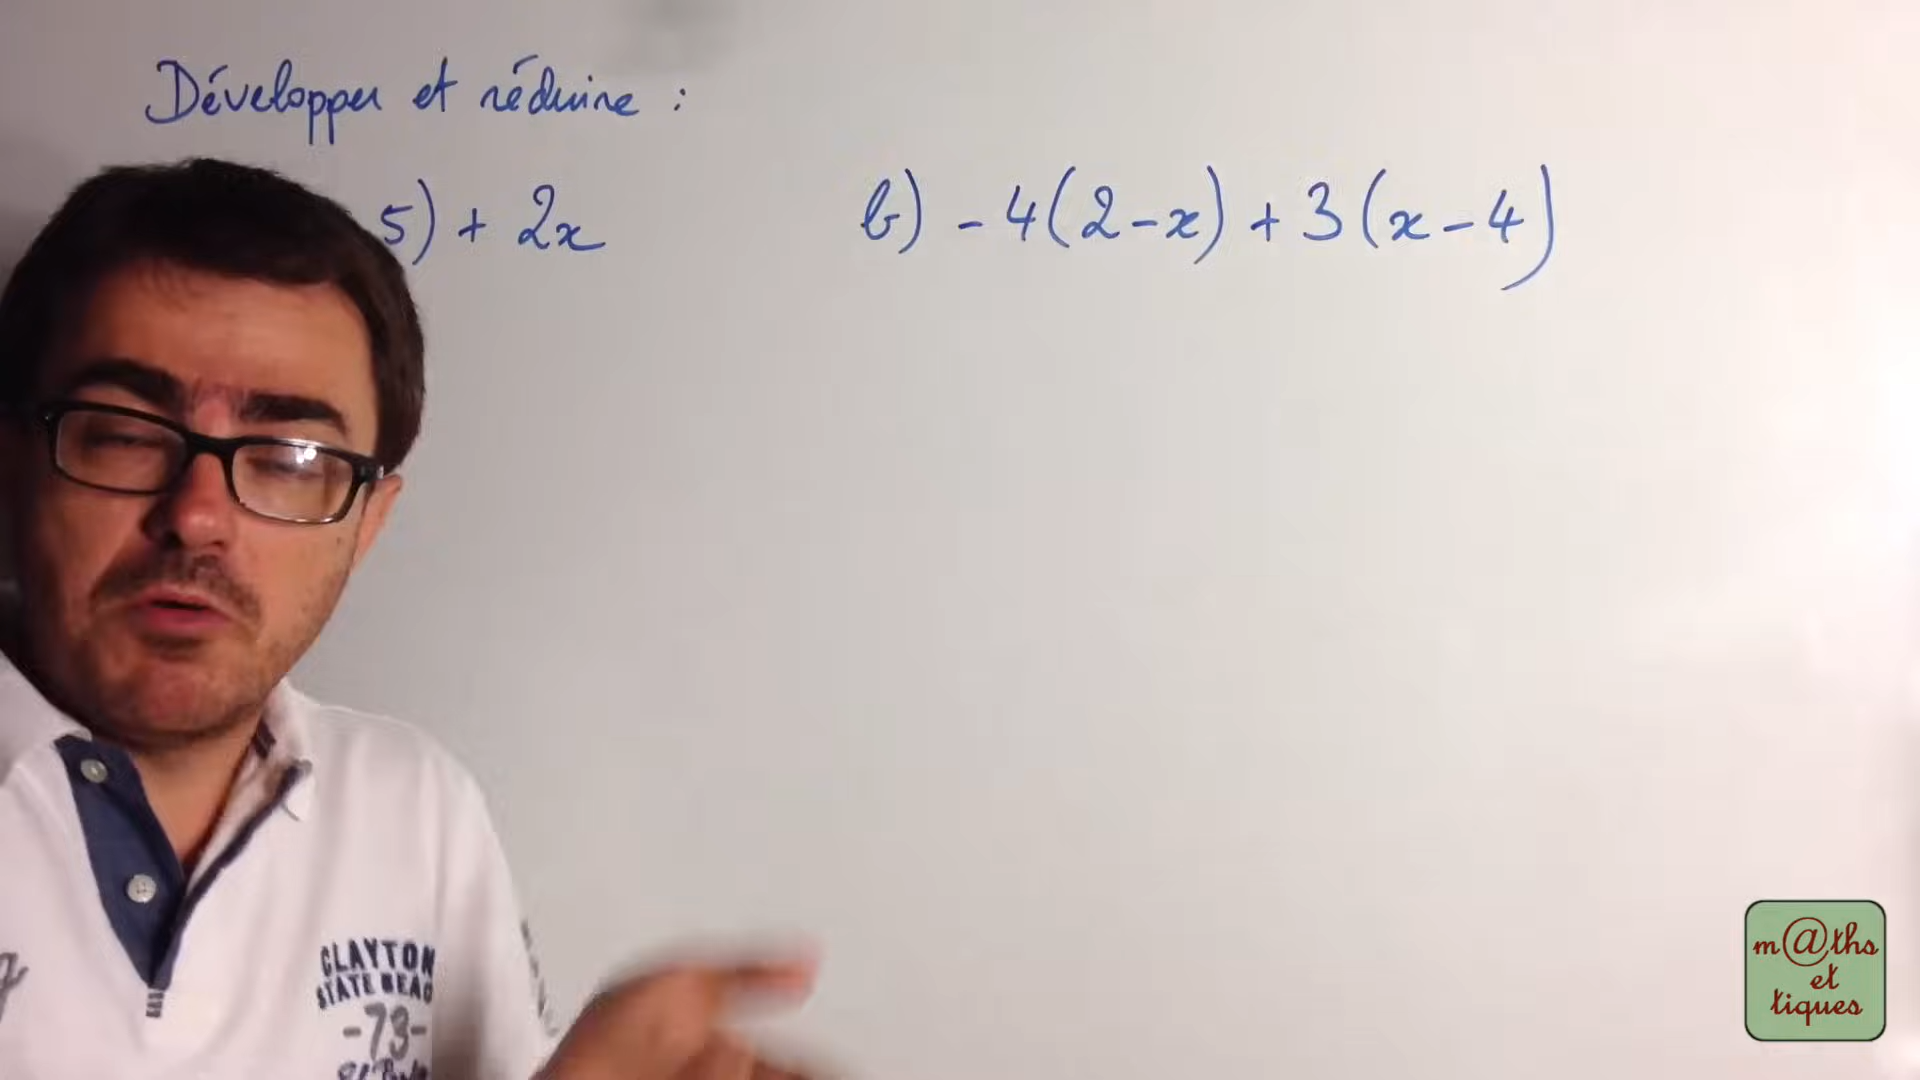 Développer et réduire :
5) + 2x
b) - 4(2-x) + 3(x-4)
CLAYTON
STATE BEAC
-73-
m@ths
et
tiques